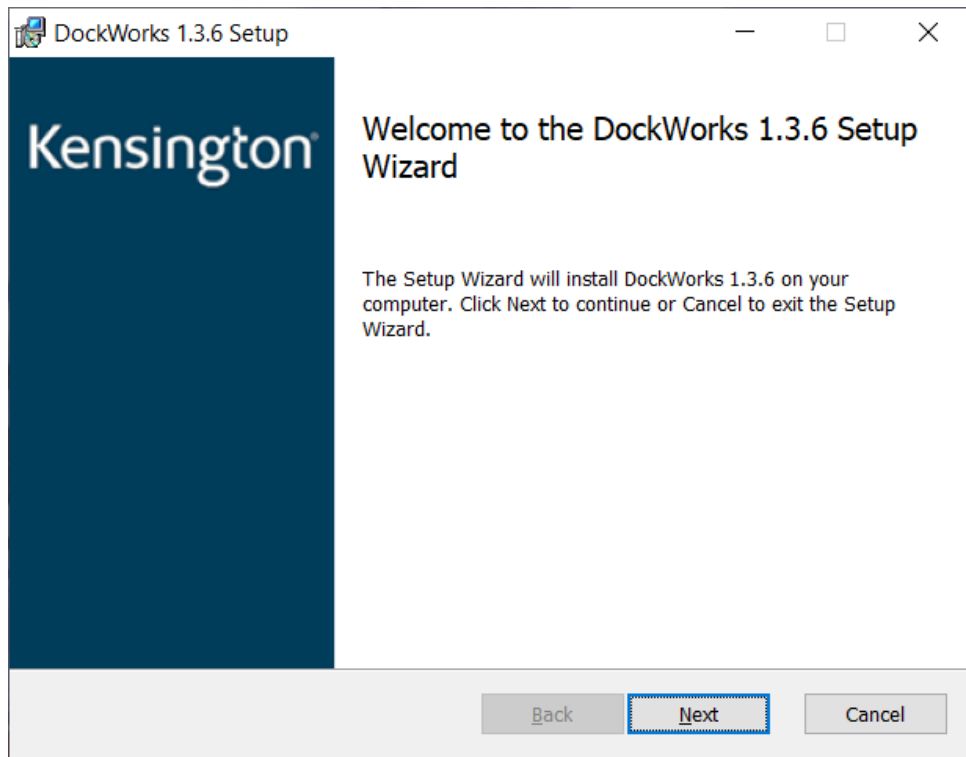 DockWorks 1.3.6 Setup
Kensington
Welcome to the DockWorks 1.3.6 Setup
Wizard
The Setup Wizard will install DockWorks 1.3.6 on your
computer. Click Next to continue or Cancel to exit the Setup
Wizard.
Back
Next
Cancel